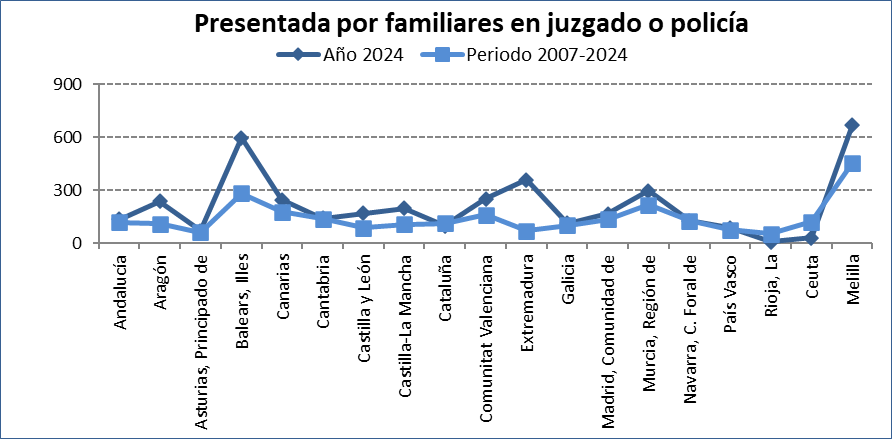 Presentada por familiares en juzgado o policía
Año 2024
Periodo 2007-2024
900
600
300
0
Andalucía
Aragón
Asturias, Principado de
Balears, Illes
Canarias
Cantabria
Castilla y León
Castilla-La Mancha
Cataluña
Comunitat Valenciana
Extremadura
Galicia
Madrid, Comunidad de
Murcia, Región de
Navarra, C. Foral de
País Vasco
Rioja, La
Ceuta
Melilla